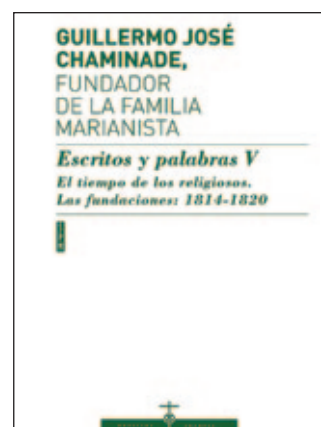 GUILLERMO JOSÉ
CHAMINADE,
FUNDADOR
DE LA FAMILIA
MARIANISTA
Escritos y palabras V
El tiempo de los religiosos.
Las fundaciones: 1814-1820